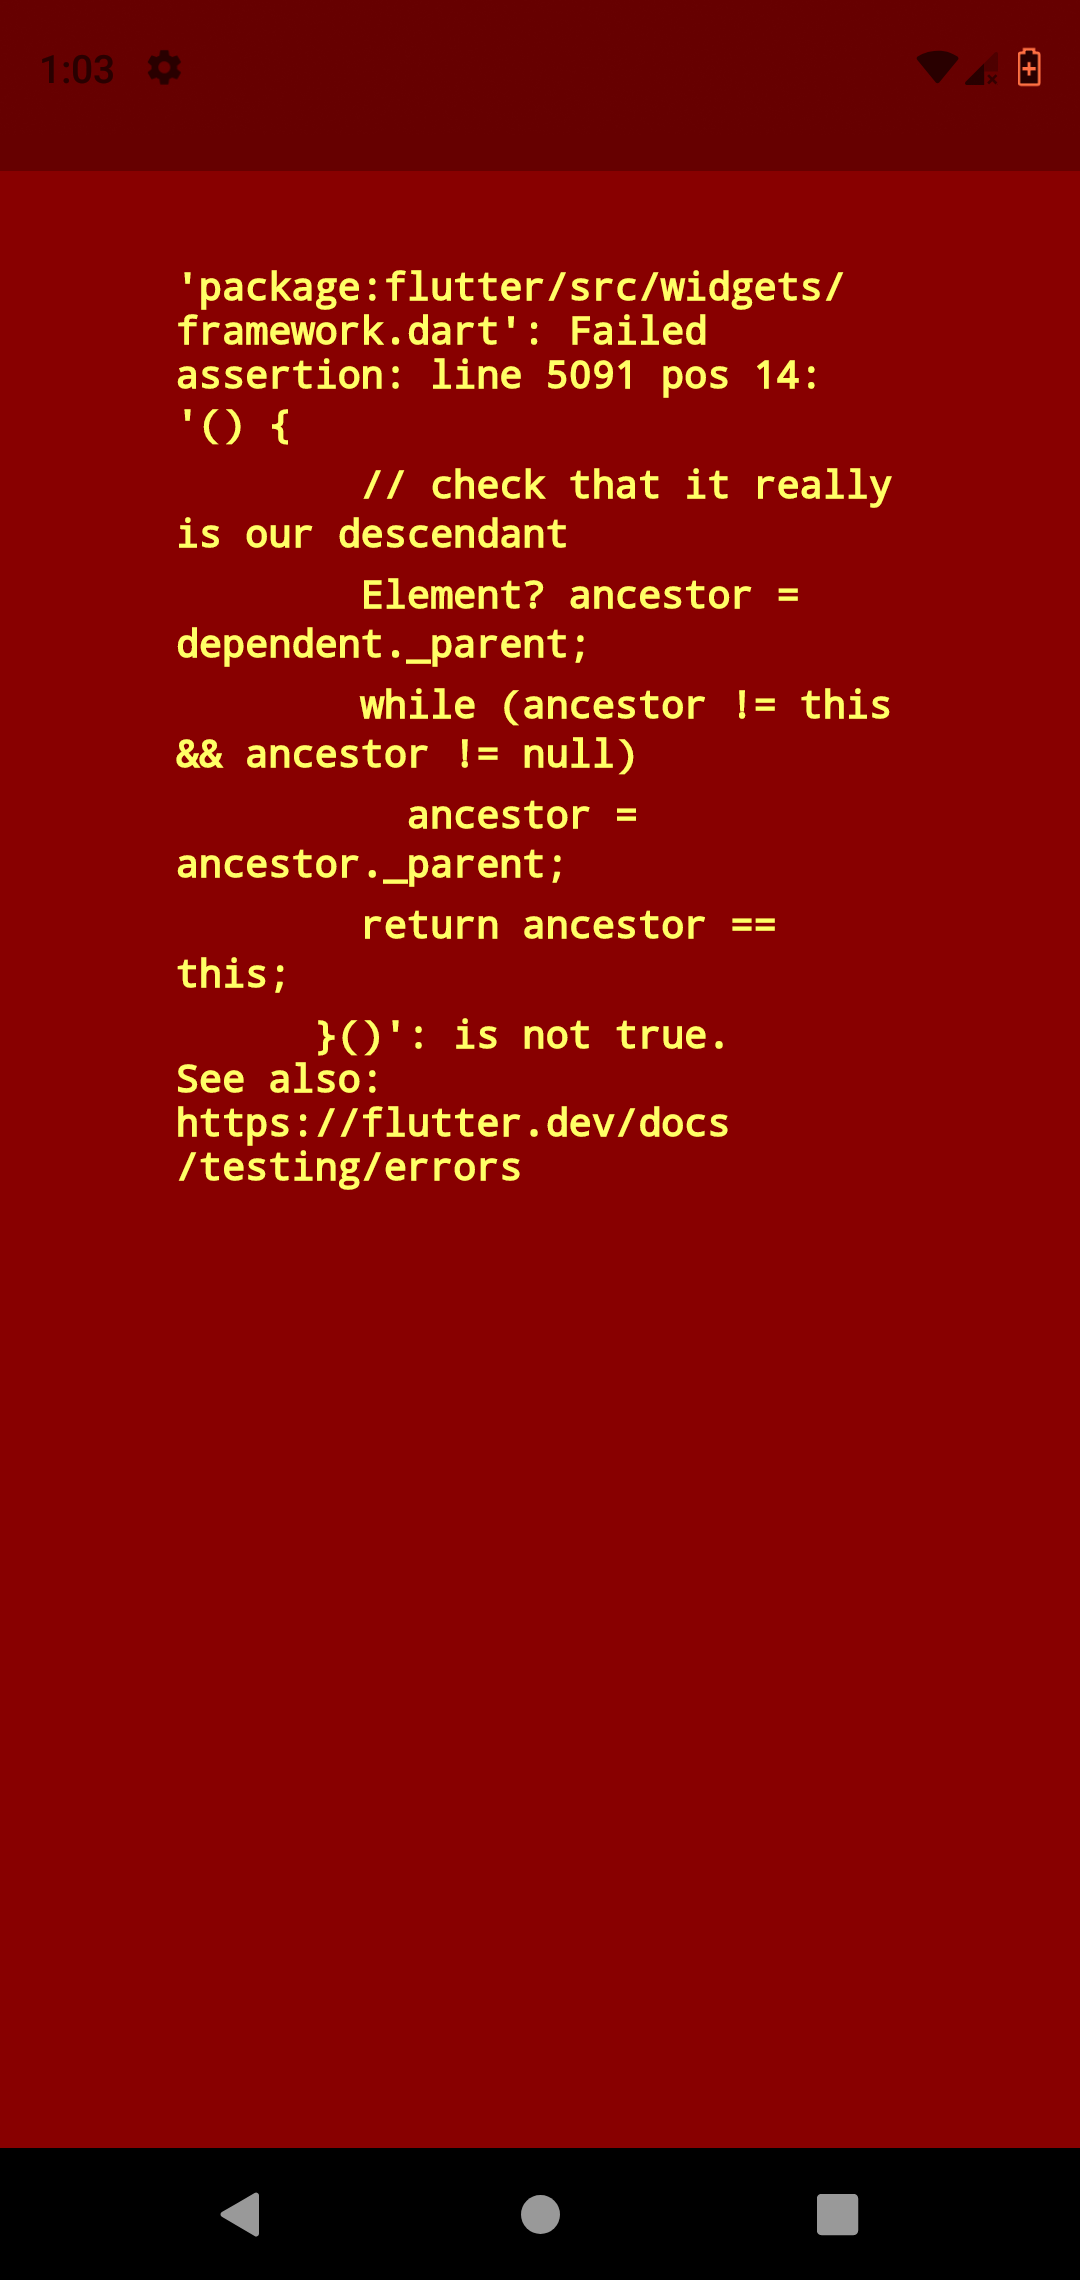 1:03
'package:flutter/src/widgets/
framework.dart': Failed
assertion: line 5091 pos 14:
'() {
// check that it really
is our descendant
Element? ancestor =
dependent._parent;
while (ancestor != this
&& ancestor != null)
ancestor =
ancestor._parent;
return ancestor ==
this;
}()': is not true.
See also:
https://flutter.dev/docs
/testing/errors